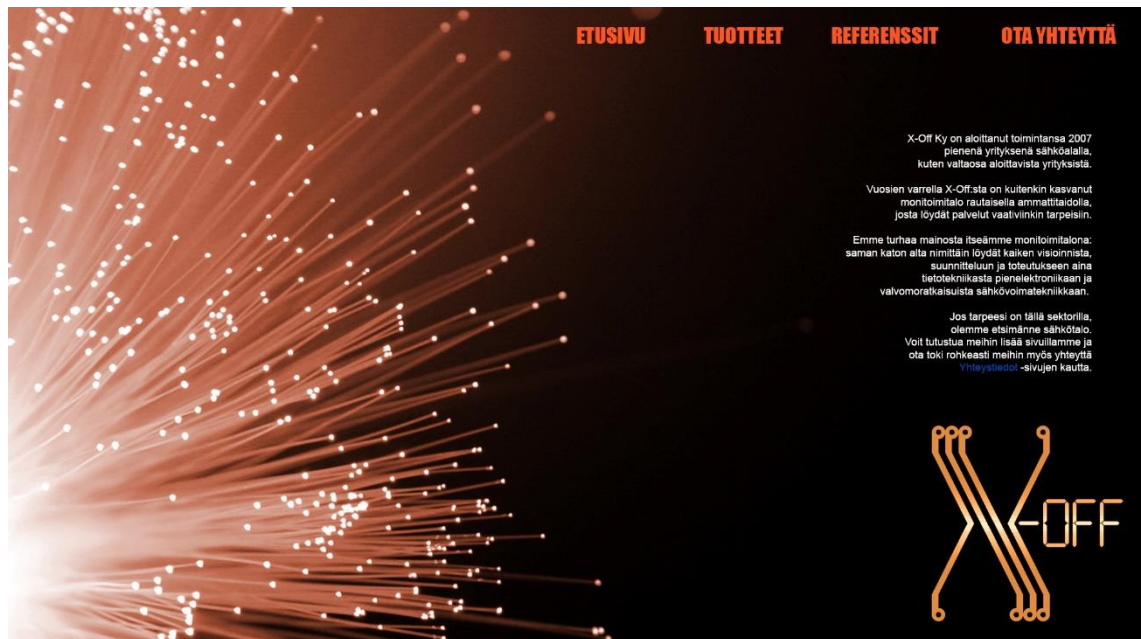 ETUSIVU TUOTTEET REFERENSSIT OTA YHTEYTTÄ
X-Off Ky on aloittanut toimintansa 2007
pienenä yrityksenä sähköalalla,
kuten valtaosa aloittavista yrityksistä.
Vuosien varrella X-Off:sta on kuitenkin kasvanut
monitoimitalo rautaisella ammattitaidolla,
josta löydät palvelut vaativiinkin tarpeisiin.
Emme turhaa mainosta itseämme monitoimitalona:
saman katon alta nimittäin löydät kaiken visioinnista,
suunnitteluun ja toteutukseen aina
tietotekniikasta pienelektroniikaan ja
valvomoratkaisuista sähkövoimatekniikkaan.
Jos tarpeesi on tällä sektorilla,
olemme etsimänne sähkötalo.
Voit tutustua meihin lisää sivuillamme ja
ota toki rohkeasti meihin myös yhteyttä
Yhteystiedot -sivujen kautta.
X-OFF